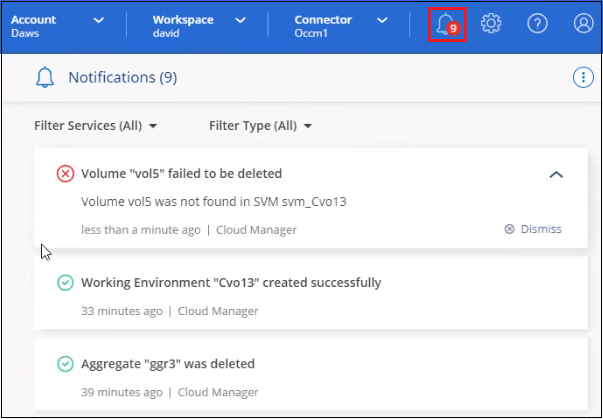 Account Workspace Connector
Daws david Occm1 9
Notifications (9)
Filter Services (All) Filter Type (All)
Volume "vol5" failed to be deleted
Volume vol5 was not found in SVM svm_Cvo13
less than a minute ago | Cloud Manager Dismiss
Working Environment "Cvo13" created successfully
33 minutes ago | Cloud Manager
Aggregate "ggr3" was deleted
39 minutes ago | Cloud Manager